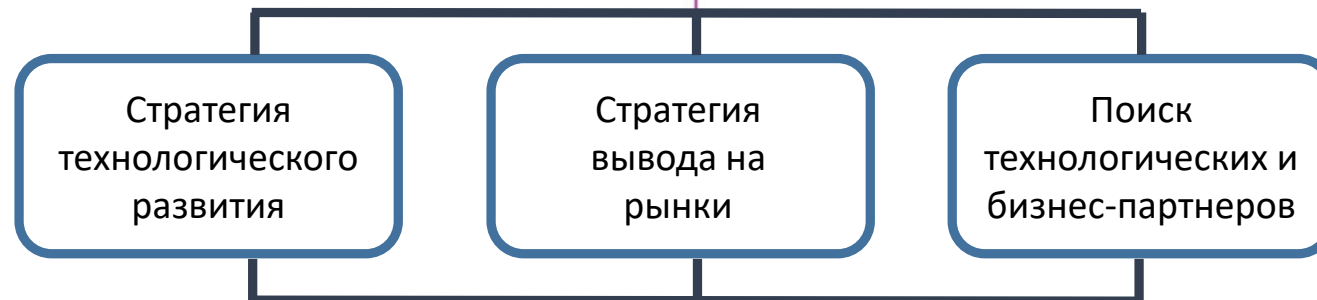 Стратегия
технологического
развития
Стратегия
вывода на
рынки
Поиск
технологических и
бизнес-партнеров